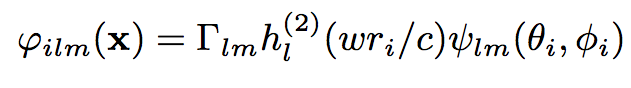 φ_{ilm}(𝐱) = Γ_{lm} h_l^{(2)}(wr_i/c) ψ_{lm}(θ_i, ϕ_i)